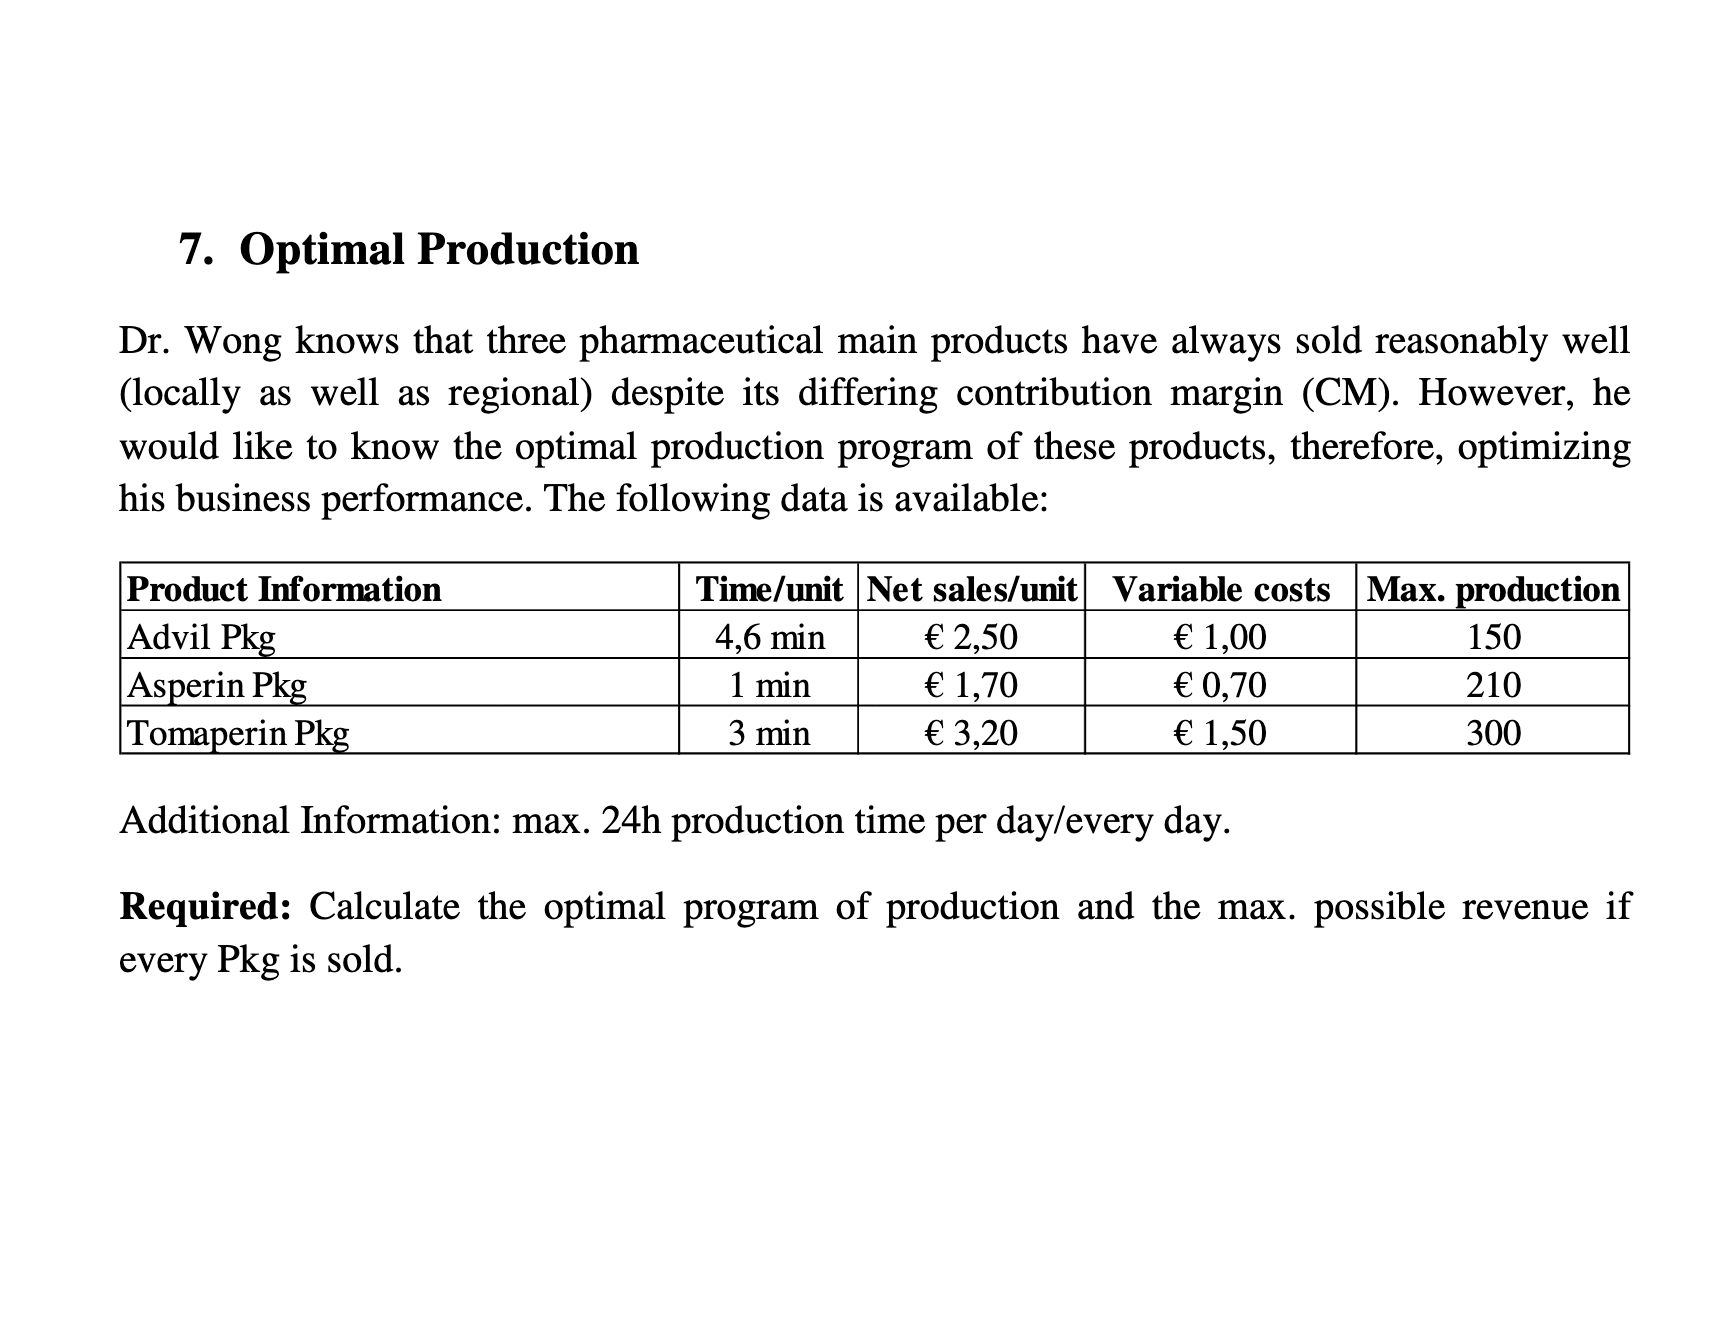 7. Optimal Production
Dr. Wong knows that three pharmaceutical main products have always sold reasonably well
(locally as well as regional) despite its differing contribution margin (CM). However, he
would like to know the optimal production program of these products, therefore, optimizing
his business performance. The following data is available:
Product Information Time/unit Net sales/unit Variable costs Max. production
Advil Pkg 4,6 min € 2,50 € 1,00 150
Asperin Pkg 1 min € 1,70 € 0,70 210
Tomaperin Pkg 3 min € 3,20 € 1,50 300
Additional Information: max. 24h production time per day/every day.
Required: Calculate the optimal program of production and the max. possible revenue if
every Pkg is sold.